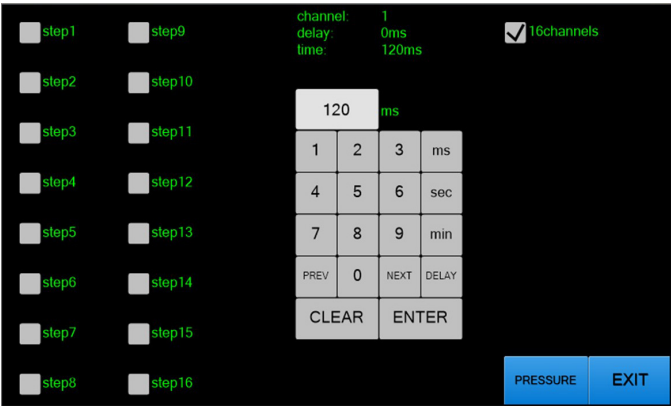 step1
step2
step3
step4
step5
step6
step7
step8
step9
step10
step11
step12
step13
step14
step15
step16
channel: 1
delay: 0ms
time: 120ms
120 ms
1 2 3 ms
4 5 6 sec
7 8 9 min
PREV 0 NEXT DELAY
CLEAR ENTER
16channels
PRESSURE EXIT